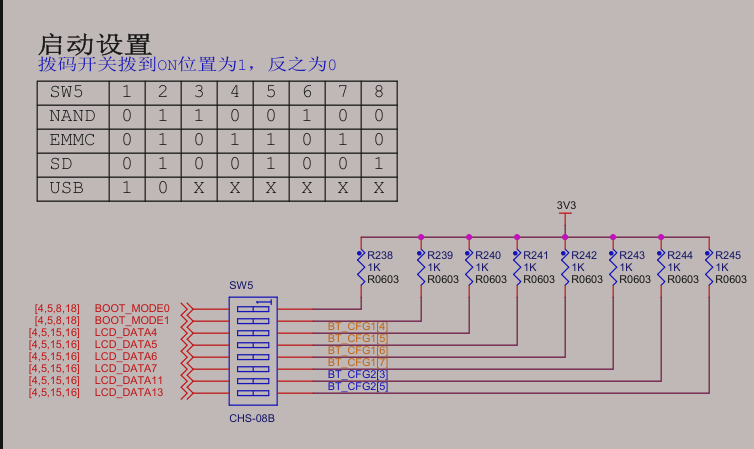 启动设置
拨码开关拨到ON位置为1, 反之为0
SW5 1 2 3 4 5 6 7 8
NAND 0 1 1 0 0 1 0 0
EMMC 0 1 0 1 1 0 1 0
SD 0 1 0 0 1 0 0 1
USB 1 0 X X X X X X
3V3
R238 R239 R240 R241 R242 R243 R244 R245
1K 1K 1K 1K 1K 1K 1K 1K
R0603 R0603 R0603 R0603 R0603 R0603 R0603 R0603
SW5
1
[4,5,8,18] BOOT_MODE0
[4,5,8,18] BOOT_MODE1
[4,5,15,16] LCD_DATA4 BT_CFG1[4]
[4,5,15,16] LCD_DATA5 BT_CFG1[5]
[4,5,15,16] LCD_DATA6 BT_CFG1[6]
[4,5,15,16] LCD_DATA7 BT_CFG1[7]
[4,5,15,16] LCD_DATA11 BT_CFG2[3]
[4,5,15,16] LCD_DATA13 BT_CFG2[5]
CHS-08B